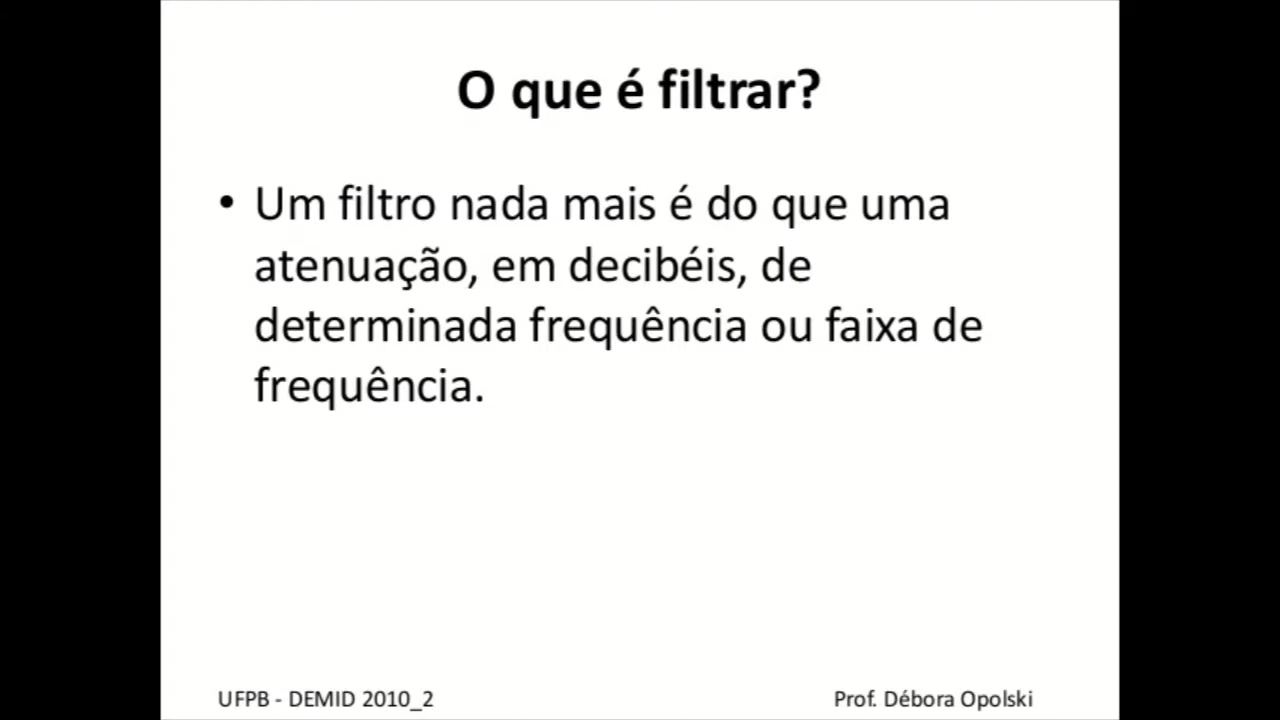 O que é filtrar?
• Um filtro nada mais é do que uma
atenuação, em decibéis, de
determinada frequência ou faixa de
frequência.
UFPB - DEMID 2010_2
Prof. Débora Opolski